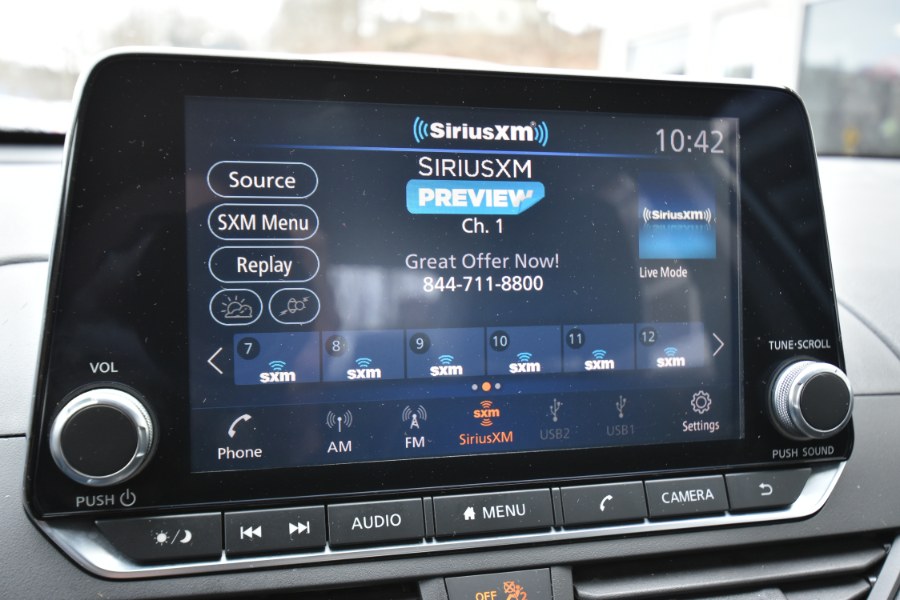 SiriusXM
10:42
SIRIUSXM
PREVIEW
Ch. 1
Great Offer Now!
844-711-8800
Source
SXM Menu
Replay
SiriusXM
Live Mode
7 8 9 10 11 12
sxm sxm sxm sxm sxm sxm
sxm
Phone AM FM SiriusXM USB2 USB1 Settings
VOL
PUSH
TUNE·SCROLL
PUSH SOUND
AUDIO MENU CAMERA
OFF